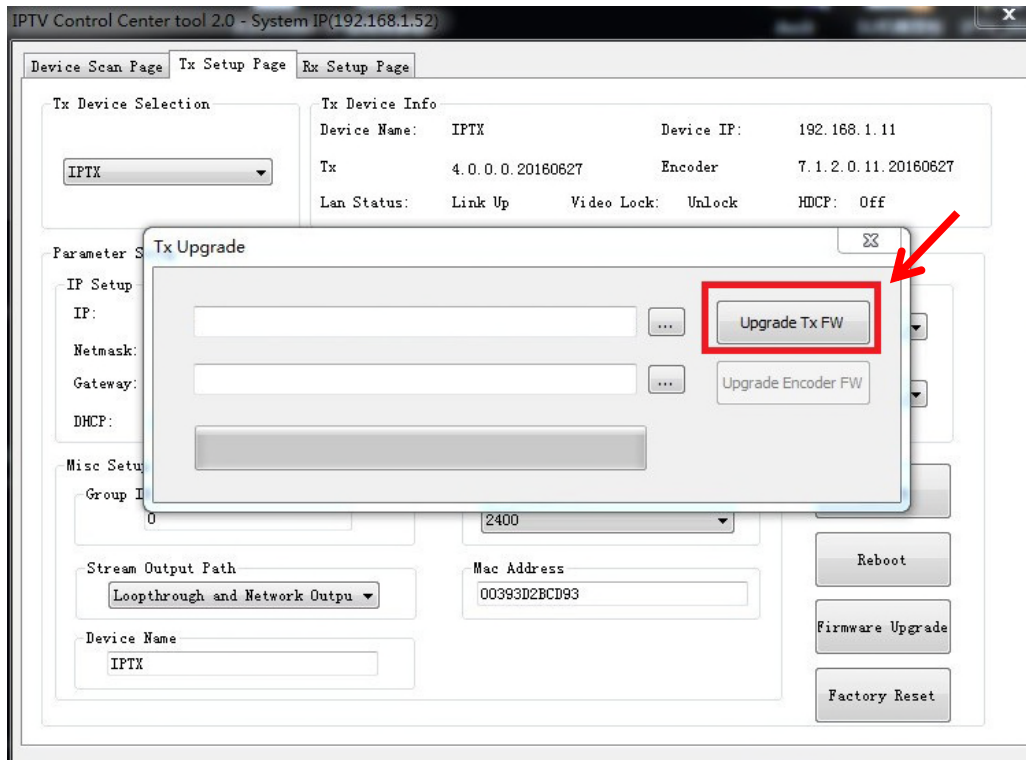 IPTV Control Center tool 2.0 - System IP(192.168.1.52)
x
Device Scan Page Tx Setup Page Rx Setup Page
Tx Device Selection
IPTX
Tx Device Info
Device Name: IPTX Device IP: 192.168.1.11
Tx 4.0.0.0.20160627 Encoder 7.1.2.0.11.20160627
Lan Status: Link Up Video Lock: Unlock HDCP: Off
Parameter S
IP Setup
IP:
Netmask:
Gateway:
DHCP:
Tx Upgrade
... Upgrade Tx FW
... Upgrade Encoder FW
Misc Setu
Group I
0
2400
Stream Output Path
Loopthrough and Network Outpu
Mac Address
00393D2BCD93
Device Name
IPTX
Reboot
Firmware Upgrade
Factory Reset